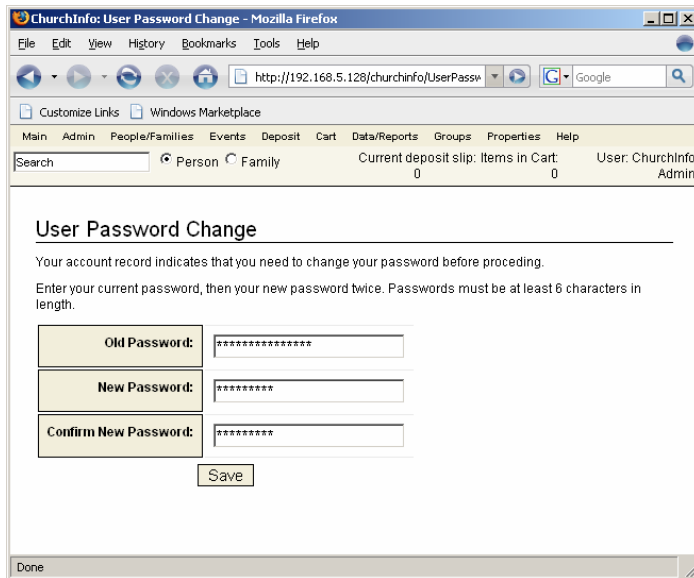 ChurchInfo: User Password Change - Mozilla Firefox
File Edit View History Bookmarks Tools Help
http://192.168.5.128/churchinfo/UserPassw G Google
Customize Links Windows Marketplace
Main Admin People/Families Events Deposit Cart Data/Reports Groups Properties Help
Search Person Family Current deposit slip: Items in Cart: User: ChurchInfo
0 0 Admin
User Password Change
Your account record indicates that you need to change your password before proceding.
Enter your current password, then your new password twice. Passwords must be at least 6 characters in
length.
Old Password: ***************
New Password: *********
Confirm New Password: *********
Save
Done